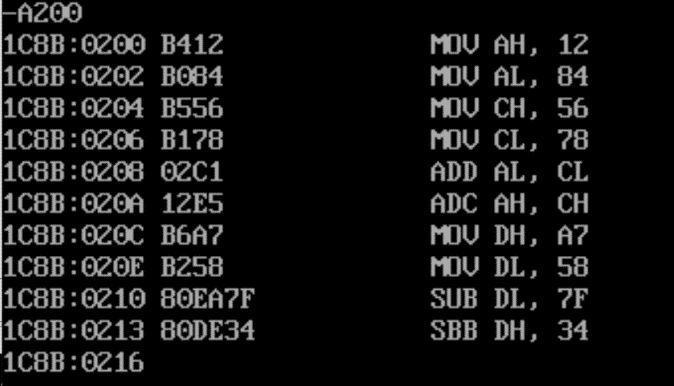 -A200
1C8B:0200 B412 MOV AH, 12
1C8B:0202 B084 MOV AL, 84
1C8B:0204 B556 MOV CH, 56
1C8B:0206 B178 MOV CL, 78
1C8B:0208 02C1 ADD AL, CL
1C8B:020A 12E5 ADC AH, CH
1C8B:020C B6A7 MOV DH, A7
1C8B:020E B258 MOV DL, 58
1C8B:0210 80EA7F SUB DL, 7F
1C8B:0213 80DE34 SBB DH, 34
1C8B:0216